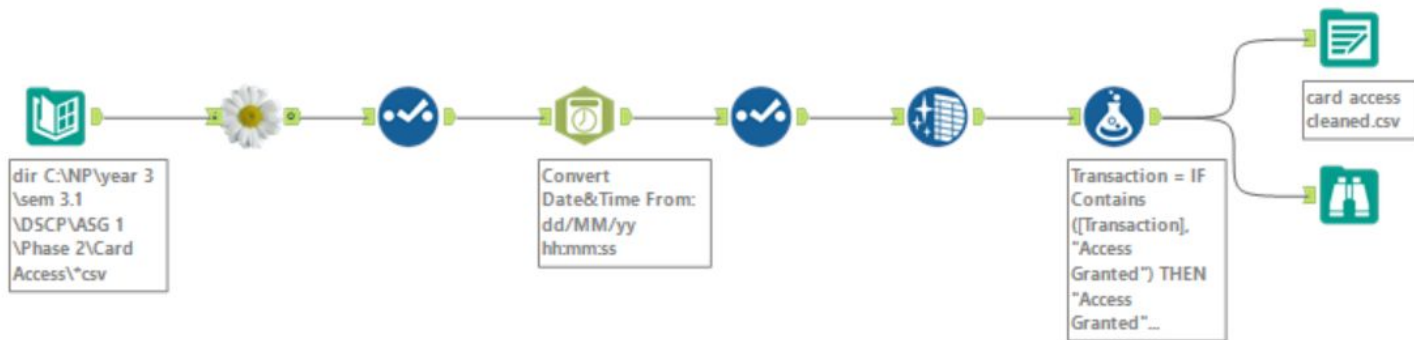 dir C:\NP\year 3
\sem 3.1
\DSCP\ASG 1
\Phase 2\Card
Access\*csv
Convert
Date&Time From:
dd/MM/yy
hh:mm:ss
Transaction = IF
Contains
([Transaction],
"Access
Granted") THEN
"Access
Granted"...
card access
cleaned.csv